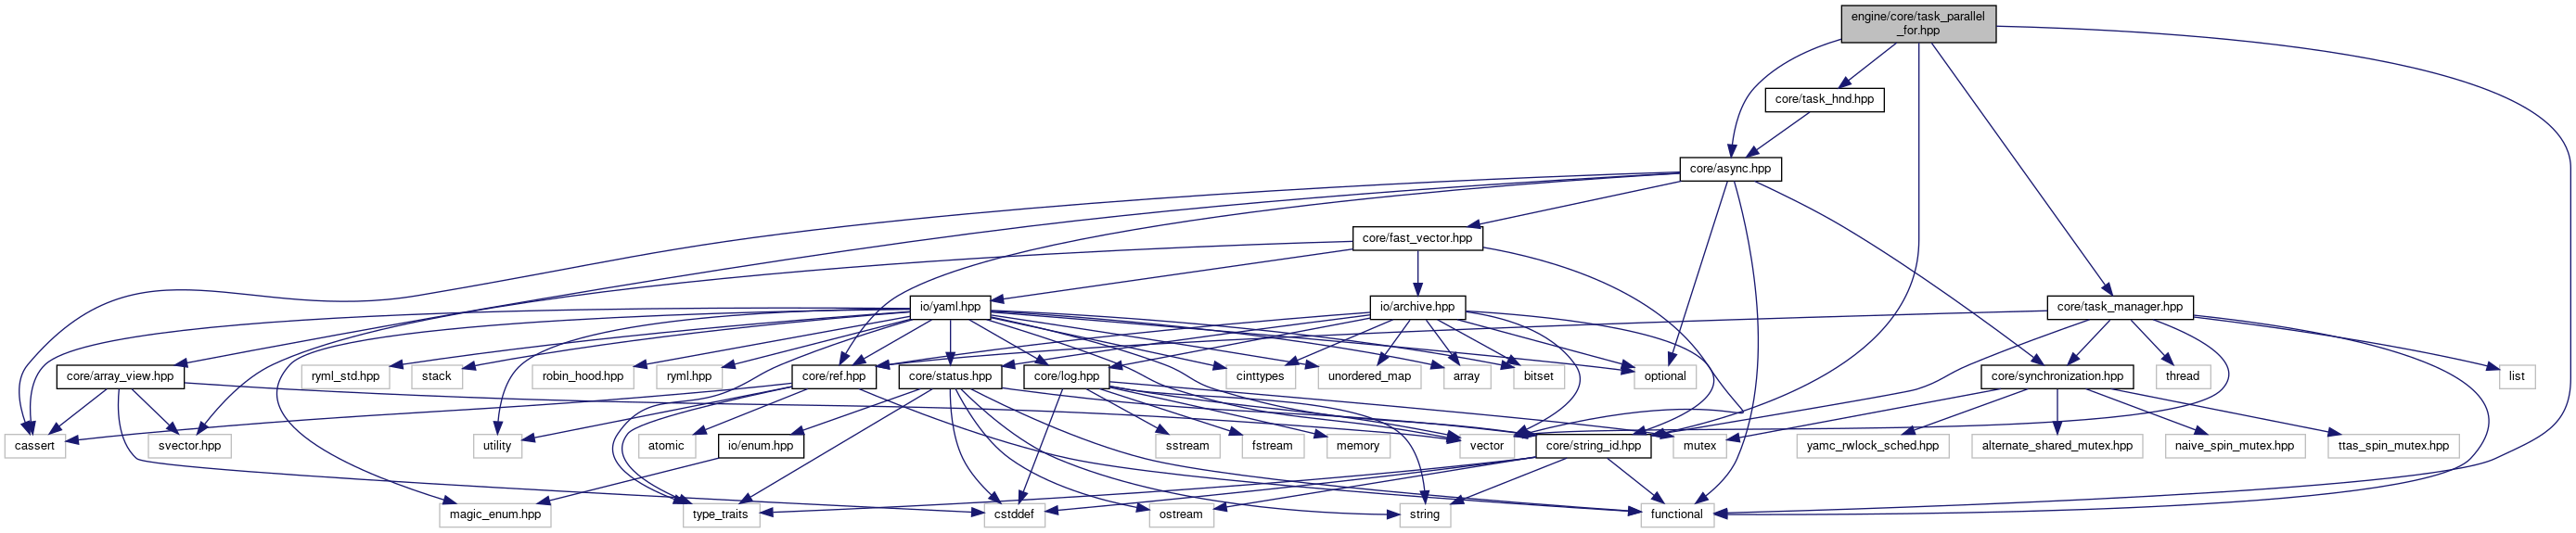 engine/core/task_parallel
_for.hpp
core/task_hnd.hpp
core/async.hpp
core/fast_vector.hpp
io/yaml.hpp
io/archive.hpp
core/task_manager.hpp
core/array_view.hpp
ryml_std.hpp
stack
robin_hood.hpp
ryml.hpp
core/ref.hpp
core/status.hpp
core/log.hpp
cinttypes
unordered_map
array
bitset
optional
core/synchronization.hpp
thread
list
cassert
svector.hpp
utility
atomic
io/enum.hpp
sstream
fstream
memory
vector
core/string_id.hpp
mutex
yamc_rwlock_sched.hpp
alternate_shared_mutex.hpp
naive_spin_mutex.hpp
ttas_spin_mutex.hpp
magic_enum.hpp
type_traits
cstddef
ostream
string
functional